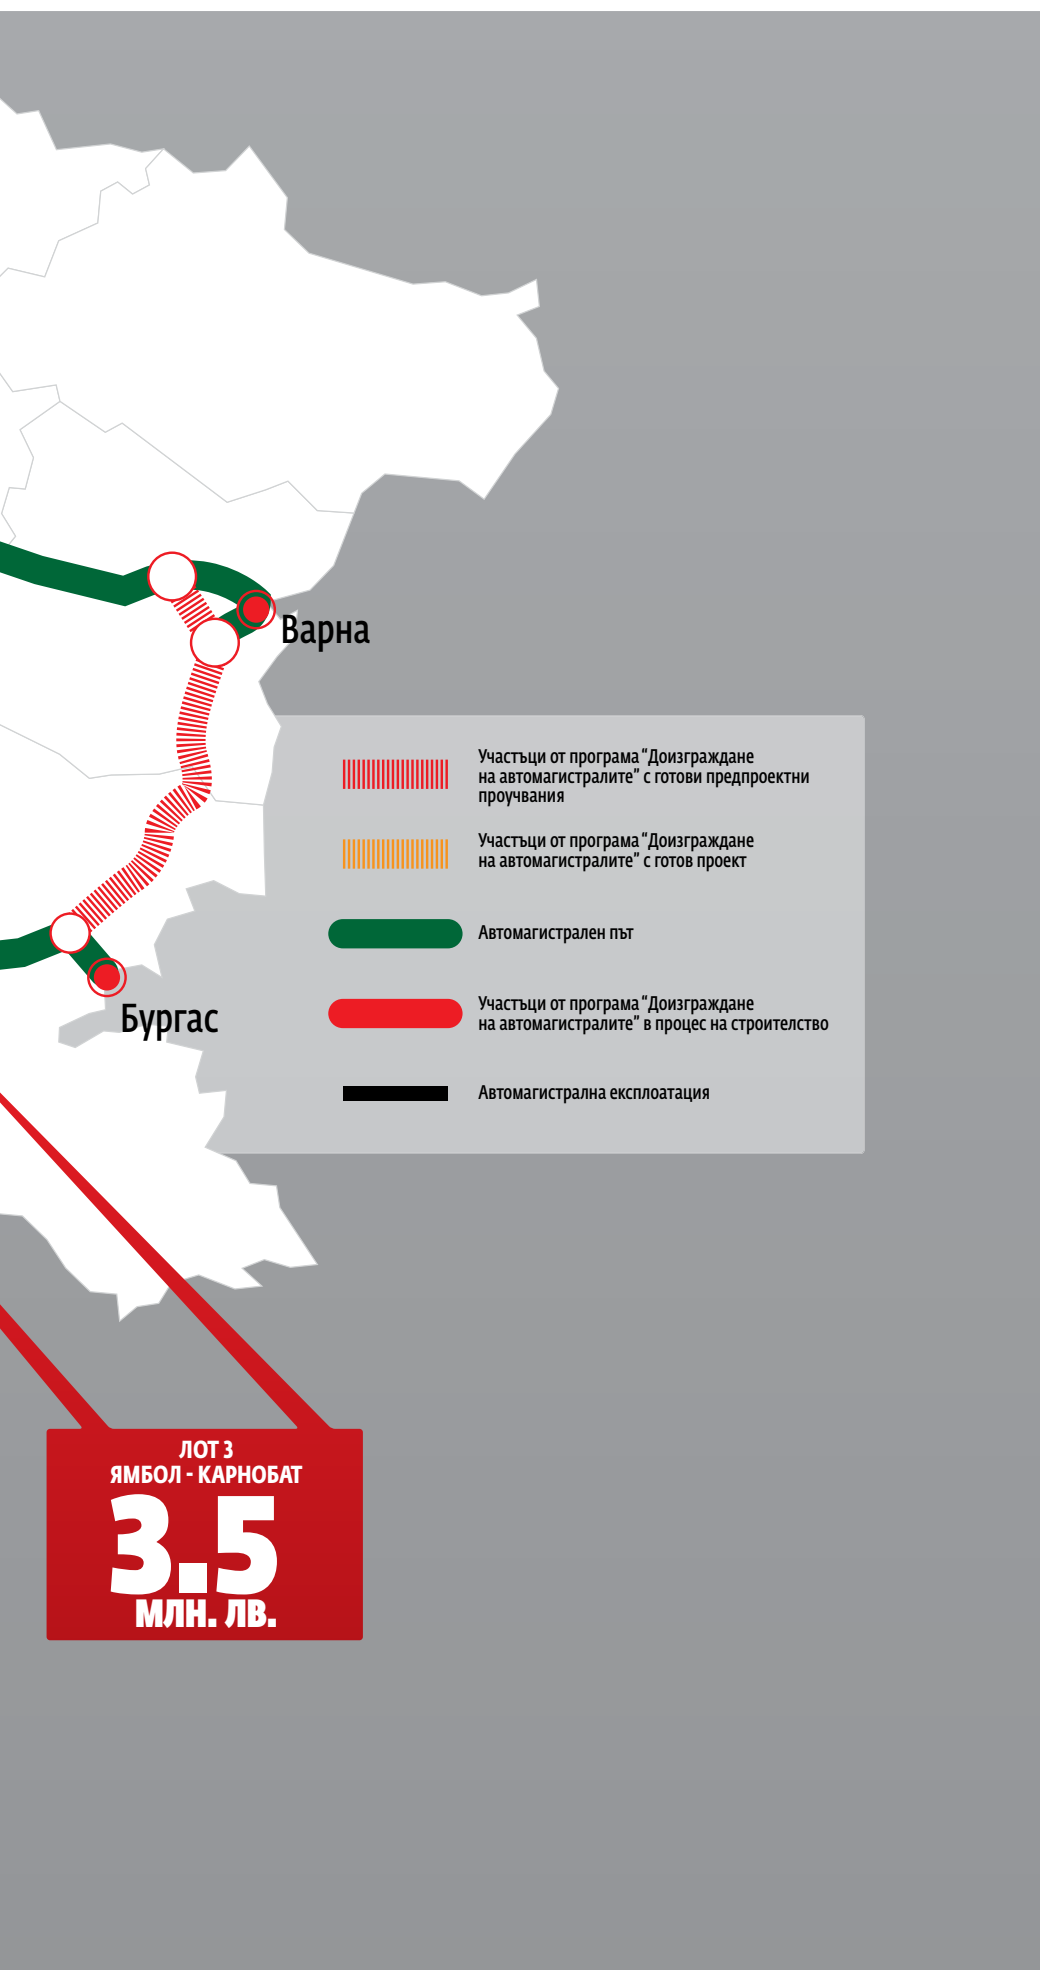 Варна
Участъци от програма “Доизграждане
на автомагистралите” с готови предпроектни
проучвания
Участъци от програма “Доизграждане
на автомагистралите” с готов проект
Автомагистрален път
Участъци от програма “Доизграждане
на автомагистралите” в процес на строителство
Автомагистрална експлоатация
Бургас
ЛОТ 3
ЯМБОЛ - КАРНОБАТ
3.5
МЛН. ЛВ.